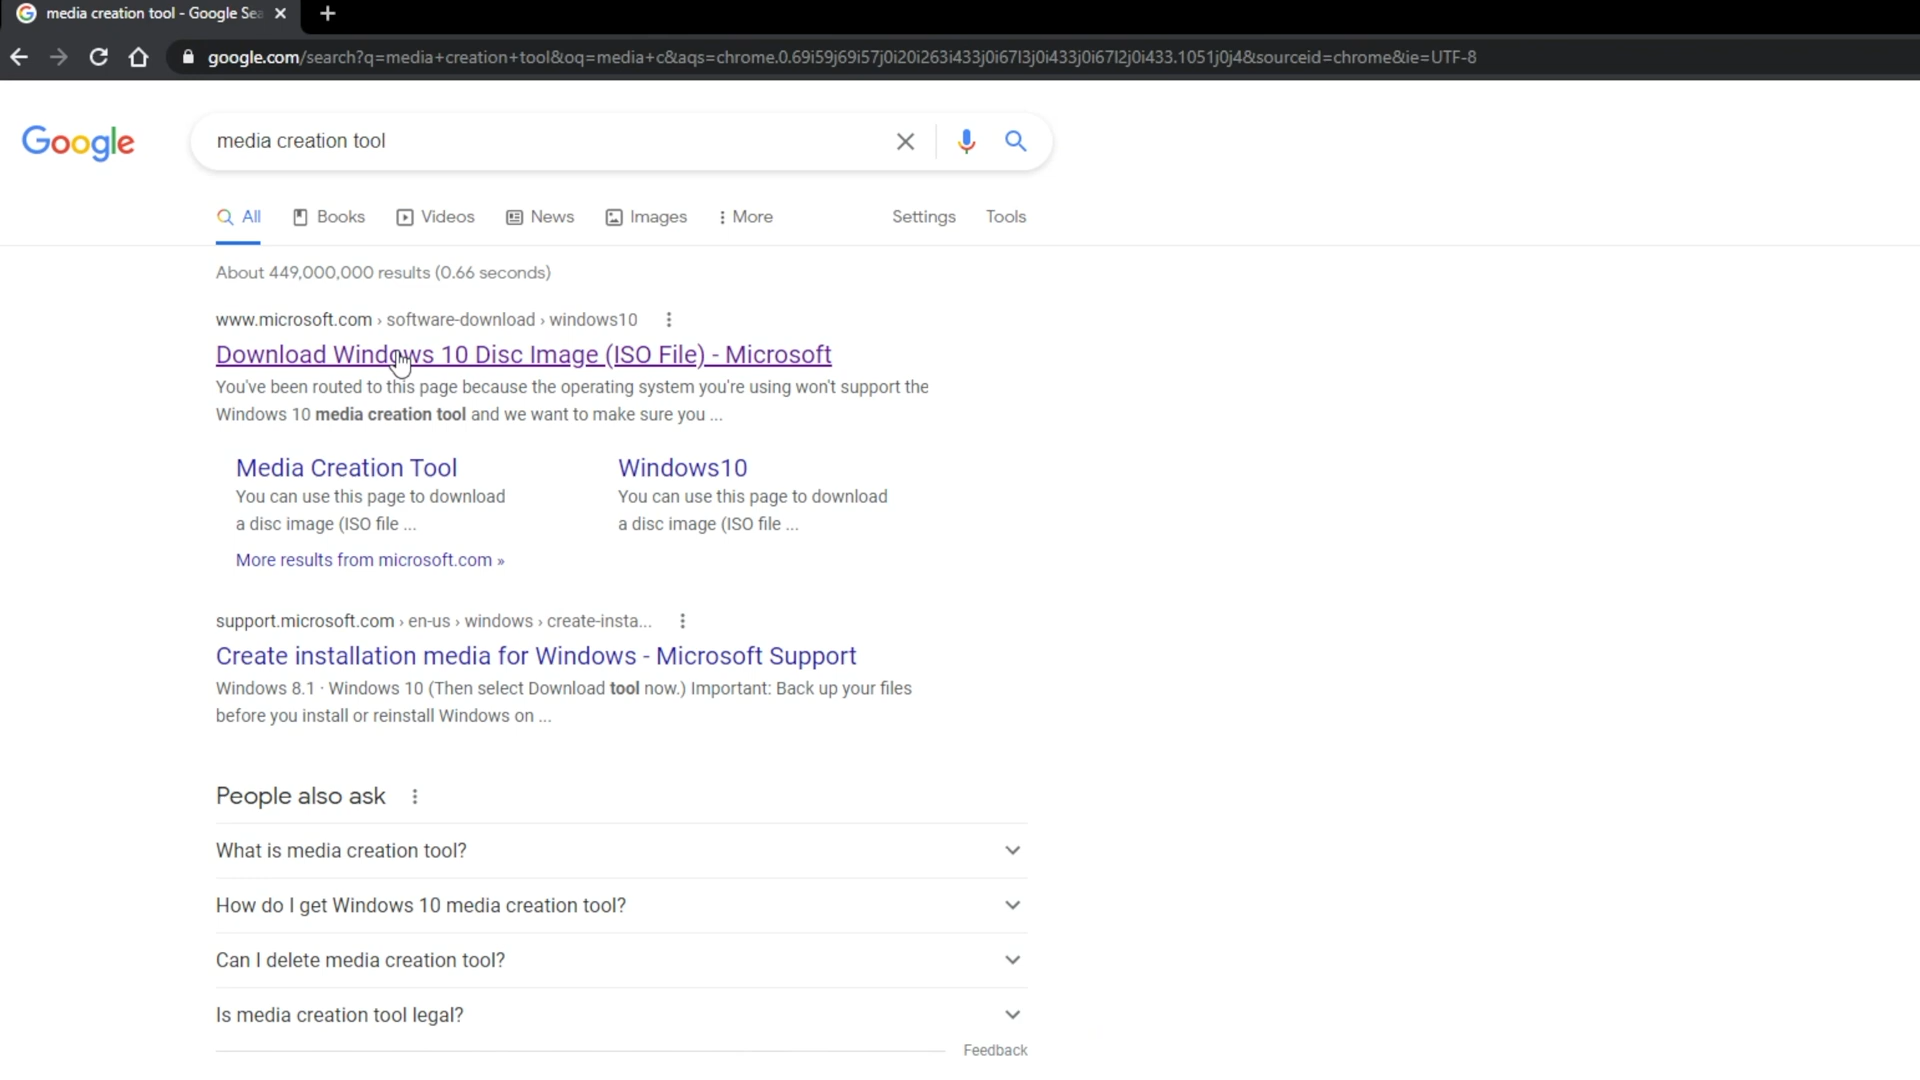 media creation tool - Google Sea
google.com/search?q=media+creation+tool&oq=media+c&aqs=chrome.0.69i59j69i57j0i20i263i433j0i67l3j0i433j0i67l2j0i433.1051j0j4&sourceid=chrome&ie=UTF-8
Google
media creation tool
All Books Videos News Images More Settings Tools
About 449,000,000 results (0.66 seconds)
www.microsoft.com › software-download › windows10
Download Windows 10 Disc Image (ISO File) - Microsoft
You've been routed to this page because the operating system you're using won't support the
Windows 10 media creation tool and we want to make sure you ...
Media Creation Tool
You can use this page to download
a disc image (ISO file ...
Windows10
You can use this page to download
a disc image (ISO file ...
More results from microsoft.com »
support.microsoft.com › en-us › windows › create-insta...
Create installation media for Windows - Microsoft Support
Windows 8.1 · Windows 10 (Then select Download tool now.) Important: Back up your files
before you install or reinstall Windows on ...
People also ask
What is media creation tool?
How do I get Windows 10 media creation tool?
Can I delete media creation tool?
Is media creation tool legal?
Feedback